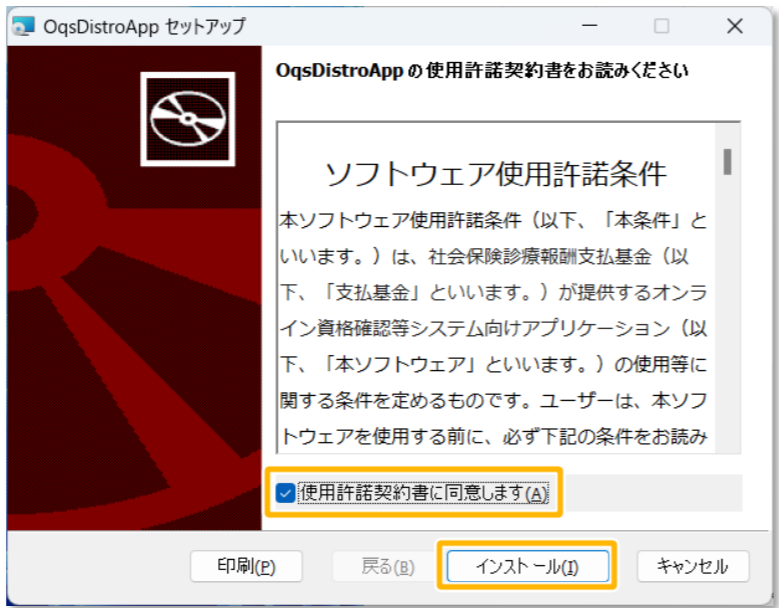 OqsDistroApp セットアップ
OqsDistroApp の使用許諾契約書をお読みください
ソフトウェア使用許諾条件
本ソフトウェア使用許諾条件（以下、「本条件」と
いいます。）は、社会保険診療報酬支払基金（以
下、「支払基金」といいます。）が提供するオンラ
イン資格確認等システム向けアプリケーション（以
下、「本ソフトウェア」といいます。）の使用等に
関する条件を定めるものです。ユーザーは、本ソフ
トウェアを使用する前に、必ず下記の条件をお読み
使用許諾契約書に同意します(A)
印刷(P) 戻る(B) インストール(I) キャンセル